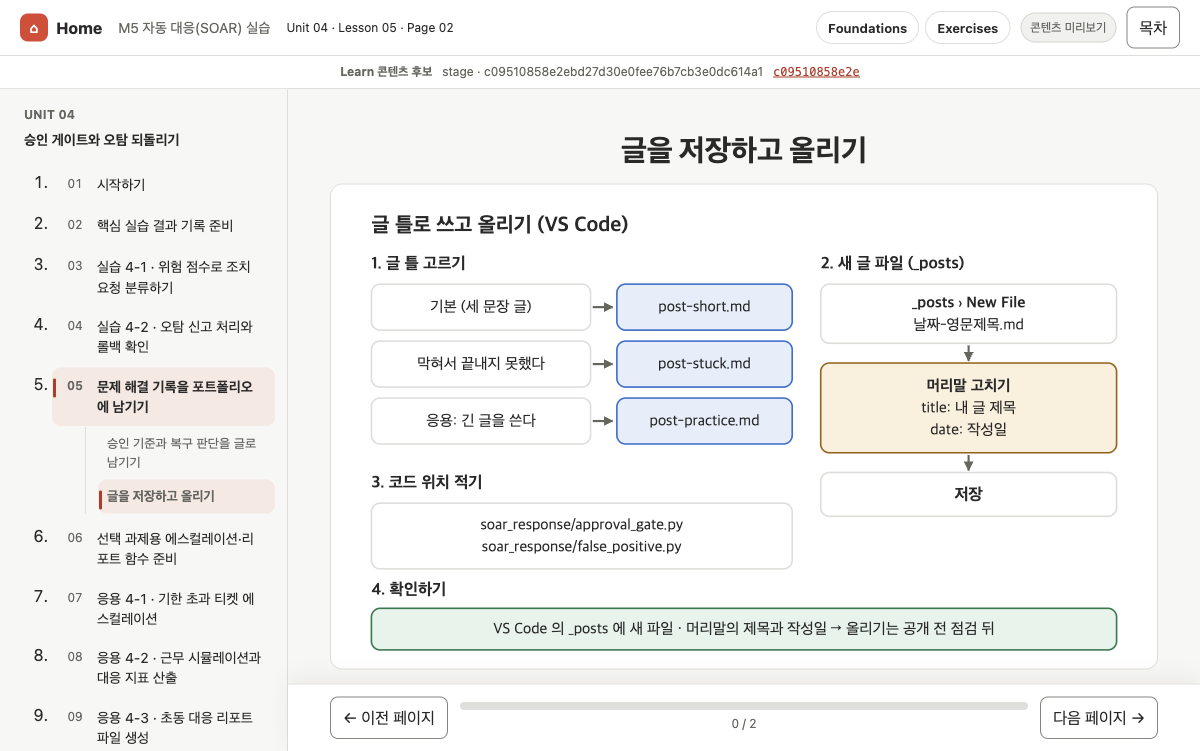 Home M5 자동 대응(SOAR) 실습 Unit 04 · Lesson 05 · Page 02 Foundations Exercises 콘텐츠 미리보기 목차
Learn 콘텐츠 후보 stage · c09510858e2ebd27d30e0fee76b7cb3e0dc614a1 c09510858e2e
UNIT 04
승인 게이트와 오탐 되돌리기
1. 01 시작하기
2. 02 핵심 실습 결과 기록 준비
3. 03 실습 4-1 · 위험 점수로 조치
요청 분류하기
4. 04 실습 4-2 · 오탐 신고 처리와
롤백 확인
5. 05 문제 해결 기록을 포트폴리오
에 남기기
승인 기준과 복구 판단을 글로
남기기
글을 저장하고 올리기
6. 06 선택 과제용 에스컬레이션·리
포트 함수 준비
7. 07 응용 4-1 · 기한 초과 티켓 에
스컬레이션
8. 08 응용 4-2 · 근무 시뮬레이션과
대응 지표 산출
9. 09 응용 4-3 · 초동 대응 리포트
파일 생성
글을 저장하고 올리기
글 틀로 쓰고 올리기 (VS Code)
1. 글 틀 고르기
기본 (세 문장 글) post-short.md
막혀서 끝내지 못했다 post-stuck.md
응용: 긴 글을 쓴다 post-practice.md
2. 새 글 파일 (_posts)
_posts › New File
날짜-영문제목.md
머리말 고치기
title: 내 글 제목
date: 작성일
저장
3. 코드 위치 적기
soar_response/approval_gate.py
soar_response/false_positive.py
4. 확인하기
VS Code 의 _posts 에 새 파일 · 머리말의 제목과 작성일 → 올리기는 공개 전 점검 뒤
← 이전 페이지 0 / 2 다음 페이지 →